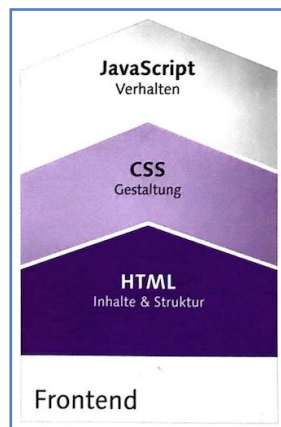 JavaScript
Verhalten
CSS
Gestaltung
HTML
Inhalte & Struktur
Frontend